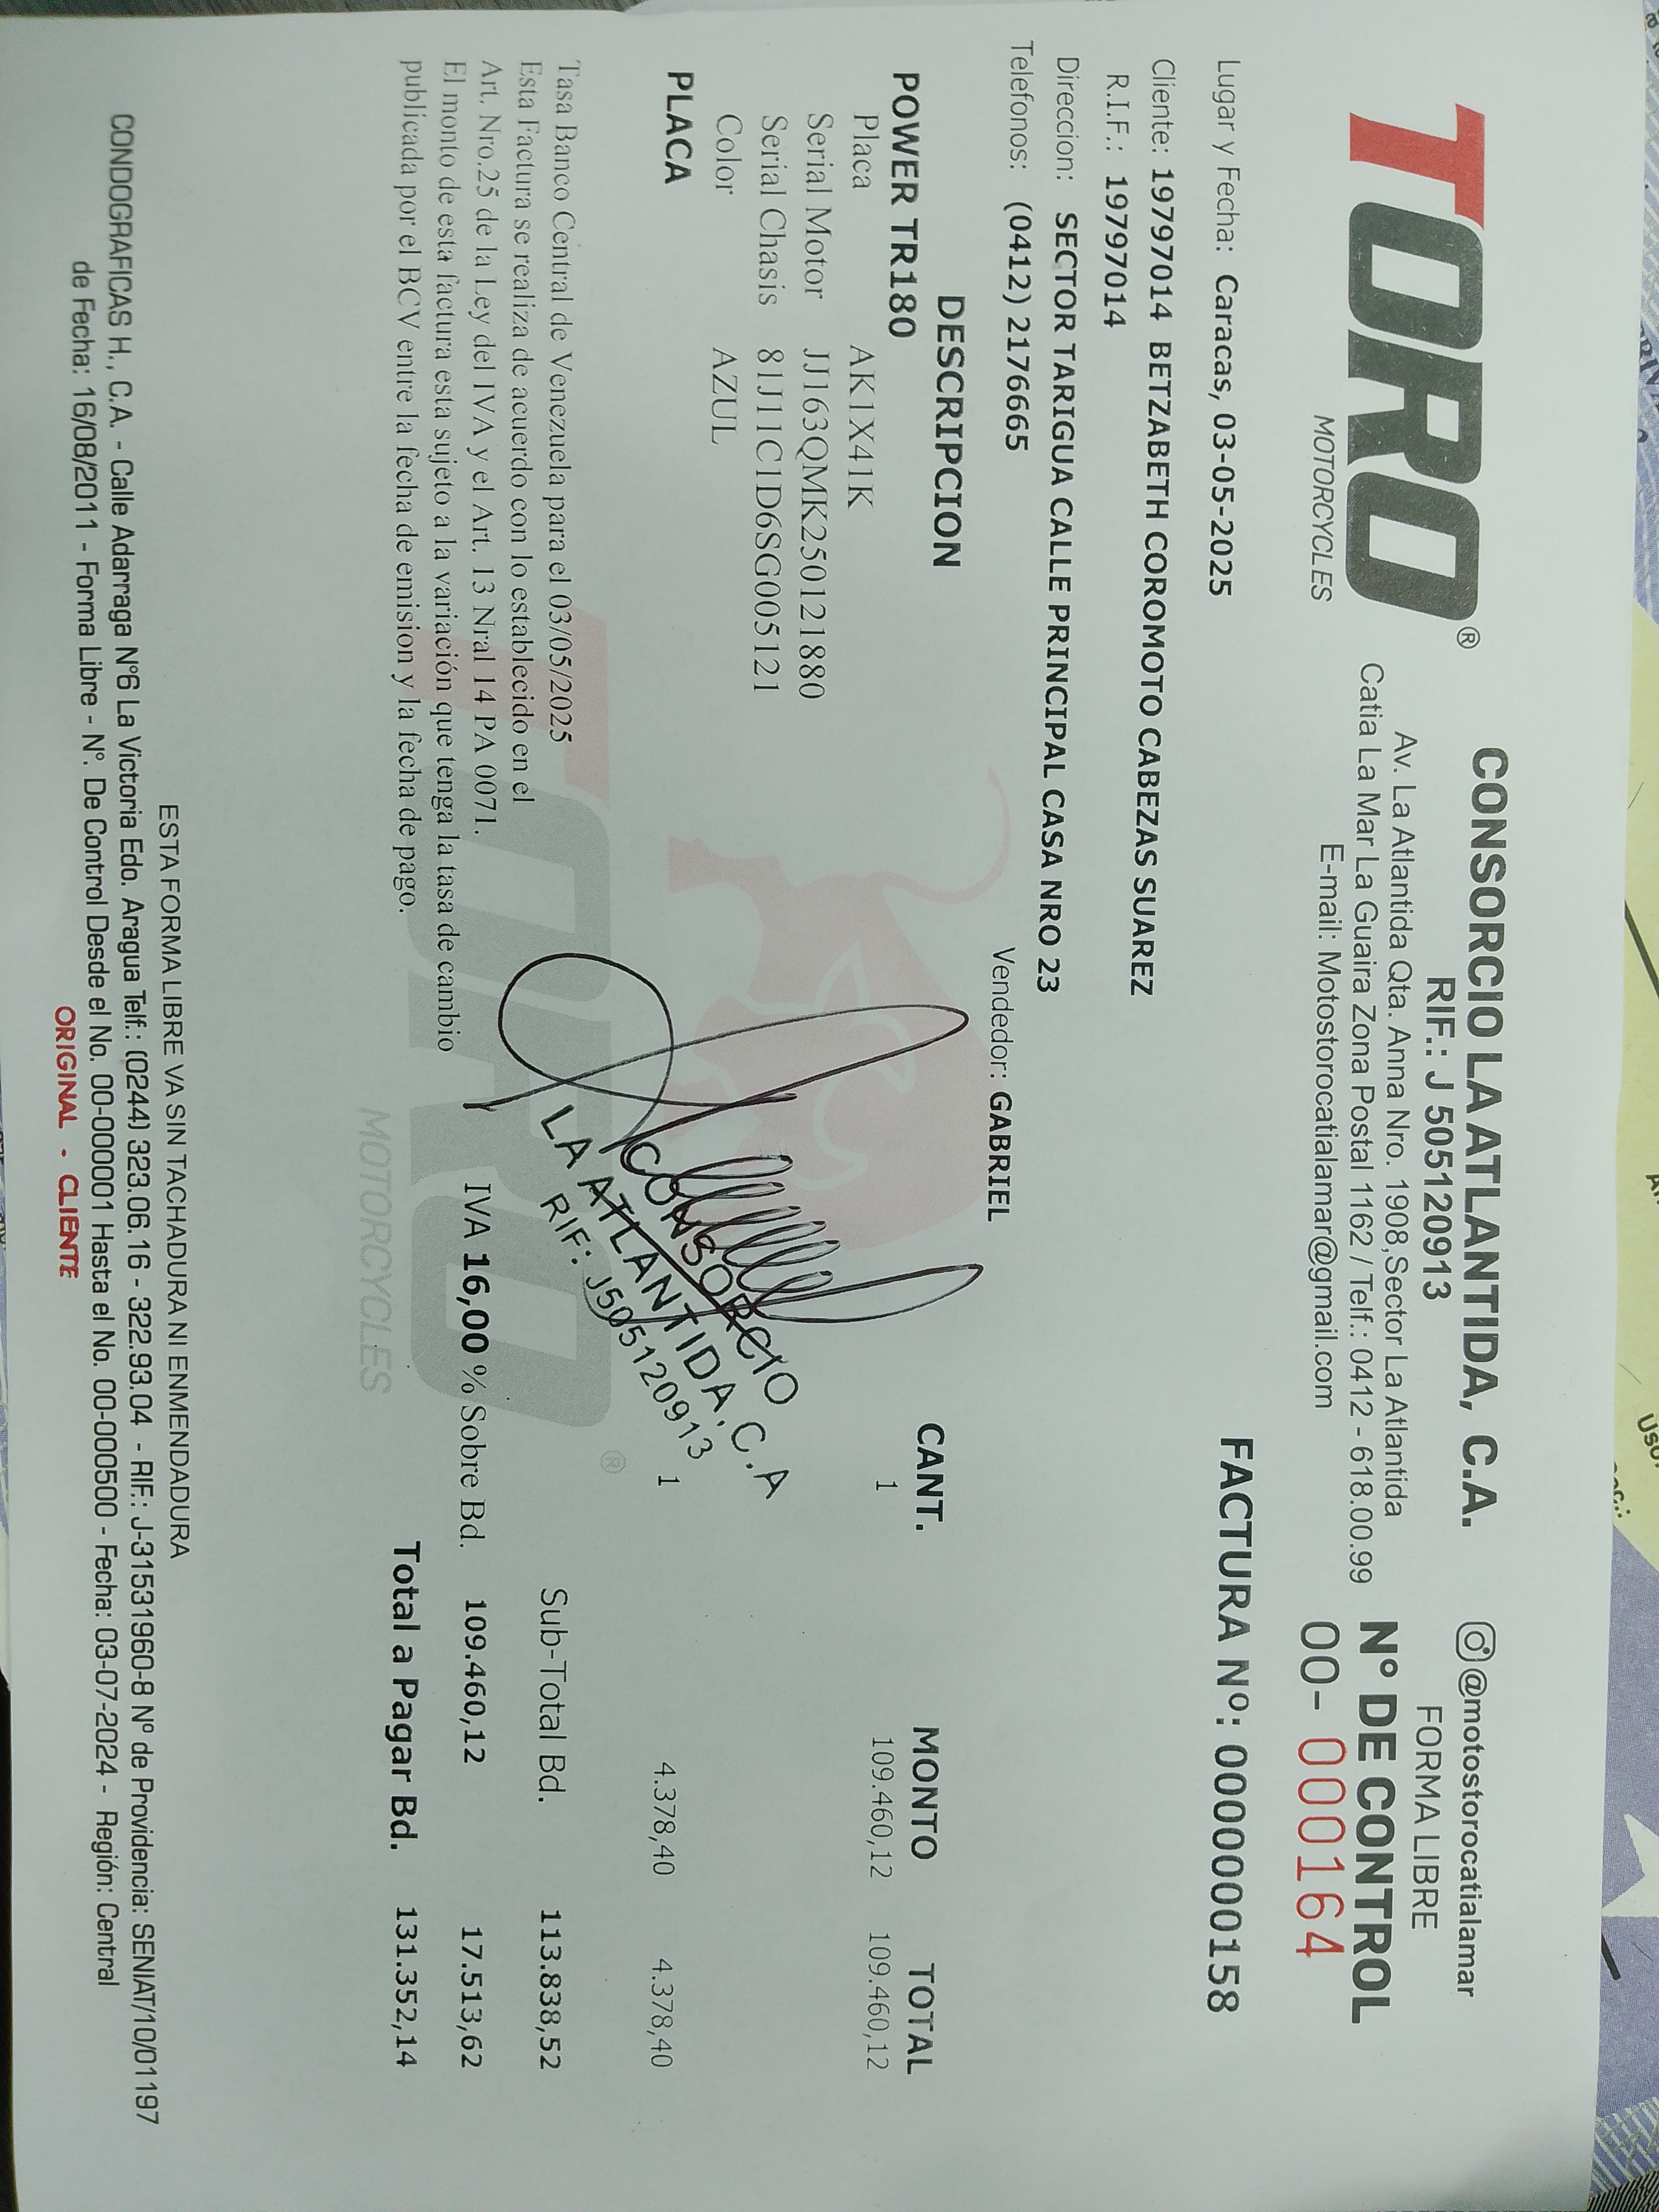 TORO®
MOTORCYCLES
CONSORCIO LA ATLANTIDA, C.A.
RIF.: J 505120913
Av. La Atlantida Qta. Anna Nro. 1908,Sector La Atlantida
Catia La Mar La Guaira Zona Postal 1162 / Telf.: 0412 - 618.00.99
E-mail: Motostorocatialamar@gmail.com
@motostorocatialamar
FORMA LIBRE
N° DE CONTROL
00- 000164
Lugar y Fecha: Caracas, 03-05-2025
FACTURA Nº: 0000000158
Cliente: 19797014 BETZABETH COROMOTO CABEZAS SUAREZ
R.I.F.: 19797014
Direccion: SECTOR TARIGUA CALLE PRINCIPAL CASA NRO 23
Telefonos: (0412) 2176665
Vendedor: GABRIEL
DESCRIPCION CANT. MONTO TOTAL
POWER TR180 1 109.460,12 109.460,12
Placa AK1X41K
Serial Motor JJ163QMK250121880
Serial Chasis 81J11C1D6SG005121
Color AZUL
PLACA 1 4.378,40 4.378,40
CONSORCIO
LA ATLANTIDA, C.A
RIF: J505120913
TORO®
MOTORCYCLES
Tasa Banco Central de Venezuela para el 03/05/2025
Sub-Total Bd. 113.838,52
Esta Factura se realiza de acuerdo con lo establecido en el
Art. Nro.25 de la Ley del IVA y el Art. 13 Nral 14 PA 0071.
IVA 16,00 % Sobre Bd. 109.460,12 17.513,62
El monto de esta factura esta sujeto a la variación que tenga la tasa de cambio
publicada por el BCV entre la fecha de emision y la fecha de pago.
Total a Pagar Bd. 131.352,14
ESTA FORMA LIBRE VA SIN TACHADURA NI ENMENDADURA
CONDOGRAFICAS H., C.A. - Calle Adarraga N°6 La Victoria Edo. Aragua Telf.: (0244) 323.06.16 - 322.93.04 - RIF.: J-31531960-8 N° de Providencia: SENIAT/10/01197
de Fecha: 16/08/2011 - Forma Libre - N°. De Control Desde el No. 00-000001 Hasta el No. 00-000500 - Fecha: 03-07-2024 - Región: Central
ORIGINAL - CLIENTE